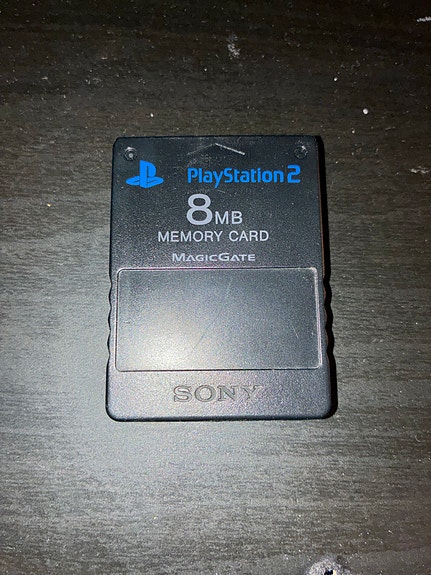 PlayStation 2
8MB
MEMORY CARD
MAGICGATE
SONY